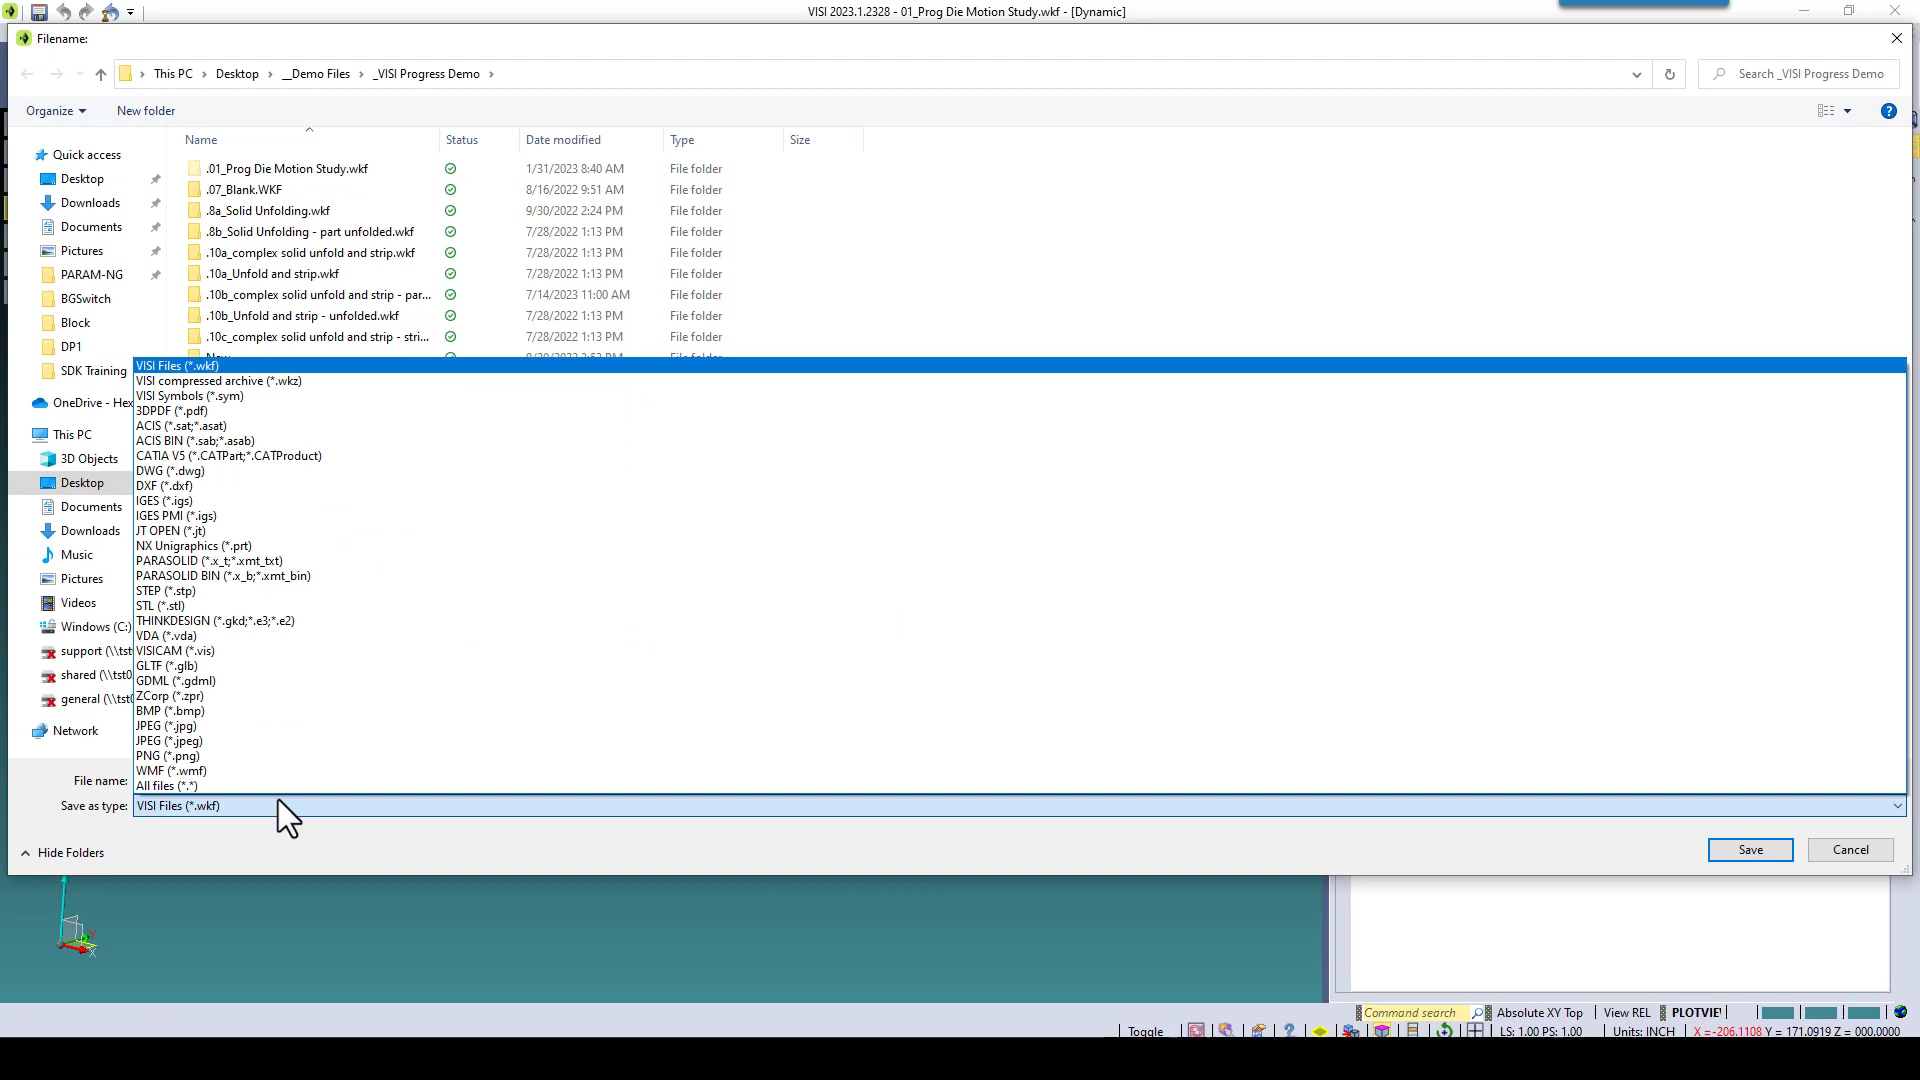 VISI 2023.1.2328 - 01_Prog Die Motion Study.wkf - [Dynamic]
Filename:
This PC > Desktop > __Demo Files > _VISI Progress Demo >
Search _VISI Progress Demo
Organize
New folder
Name
Status
Date modified
Type
Size
Quick access
Desktop
Downloads
Documents
Pictures
PARAM-NG
BGSwitch
Block
DP1
SDK Training
OneDrive - Hex
This PC
3D Objects
Desktop
Documents
Downloads
Music
Pictures
Videos
Windows (C:)
support (\\tst
shared (\\tst0
general (\\tst0
Network
.01_Prog Die Motion Study.wkf 1/31/2023 8:40 AM File folder
.07_Blank.WKF 8/16/2022 9:51 AM File folder
.8a_Solid Unfolding.wkf 9/30/2022 2:24 PM File folder
.8b_Solid Unfolding - part unfolded.wkf 7/28/2022 1:13 PM File folder
.10a_complex solid unfold and strip.wkf 7/28/2022 1:13 PM File folder
.10a_Unfold and strip.wkf 7/28/2022 1:13 PM File folder
.10b_complex solid unfold and strip - par... 7/14/2023 11:00 AM File folder
.10b_Unfold and strip - unfolded.wkf 7/28/2022 1:13 PM File folder
.10c_complex solid unfold and strip - stri... 7/28/2022 1:13 PM File folder
VISI Files (*.wkf)
VISI compressed archive (*.wkz)
VISI Symbols (*.sym)
3DPDF (*.pdf)
ACIS (*.sat;*.asat)
ACIS BIN (*.sab;*.asab)
CATIA V5 (*.CATPart;*.CATProduct)
DWG (*.dwg)
DXF (*.dxf)
IGES (*.igs)
IGES PMI (*.igs)
JT OPEN (*.jt)
NX Unigraphics (*.prt)
PARASOLID (*.x_t;*.xmt_txt)
PARASOLID BIN (*.x_b;*.xmt_bin)
STEP (*.stp)
STL (*.stl)
THINKDESIGN (*.gkd;*.e3;*.e2)
VDA (*.vda)
VISICAM (*.vis)
GLTF (*.glb)
GDML (*.gdml)
ZCorp (*.zpr)
BMP (*.bmp)
JPEG (*.jpg)
JPEG (*.jpeg)
PNG (*.png)
WMF (*.wmf)
All files (*.*)
File name:
Save as type: VISI Files (*.wkf)
Hide Folders
Save
Cancel
Y
X
Command search
Absolute XY Top
View REL
PLOTVIE
Toggle
LS: 1.00 PS: 1.00
Units: INCH
X =-206.1108 Y = 171.0919 Z = 000.0000